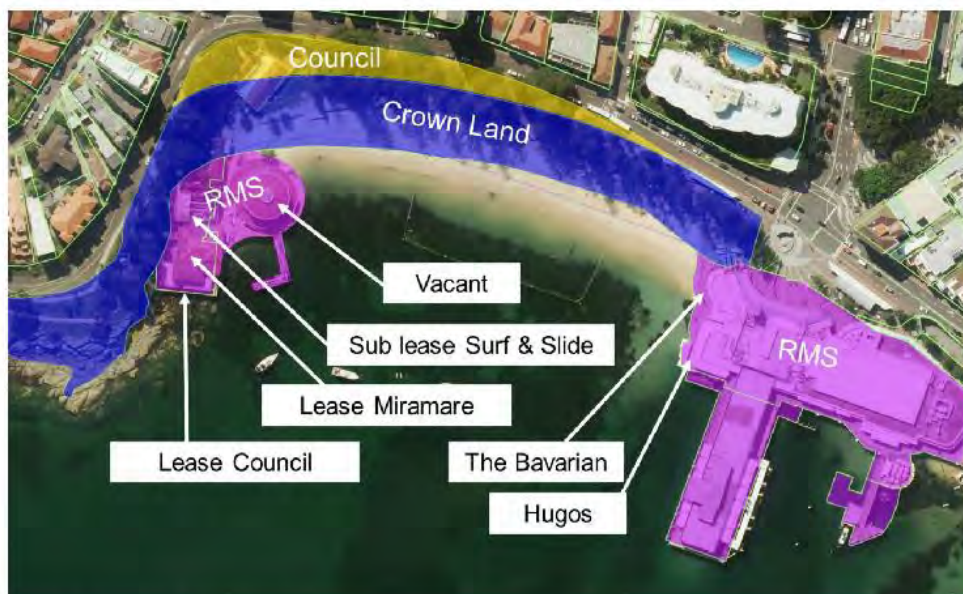 Council
Crown Land
RMS
Vacant
Sub lease Surf & Slide
RMS
Lease Miramare
Lease Council
The Bavarian
Hugos